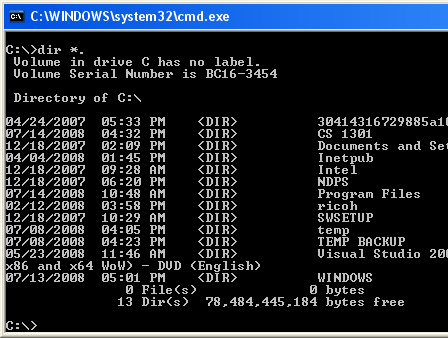 C:\WINDOWS\system32\cmd.exe
C:\>dir *.
Volume in drive C has no label.
Volume Serial Number is BC16-3454
Directory of C:\
04/24/2007 05:33 PM <DIR> 30414316729885a10
07/14/2008 04:32 PM <DIR> CS 1301
12/18/2007 02:09 PM <DIR> Documents and Set
04/04/2008 01:45 PM <DIR> Inetpub
12/18/2007 09:28 AM <DIR> Intel
12/18/2007 06:20 PM <DIR> NDPS
07/14/2008 10:48 AM <DIR> Program Files
02/12/2008 03:58 PM <DIR> ricoh
12/18/2007 10:29 AM <DIR> SWSETUP
07/08/2008 04:05 PM <DIR> temp
07/08/2008 04:23 PM <DIR> TEMP BACKUP
05/23/2008 11:46 AM <DIR> Visual Studio 200
x86 and x64 WoW) - DVD (English)
07/13/2008 05:01 PM <DIR> WINDOWS
0 File(s) 0 bytes
13 Dir(s) 78,484,445,184 bytes free
C:\>